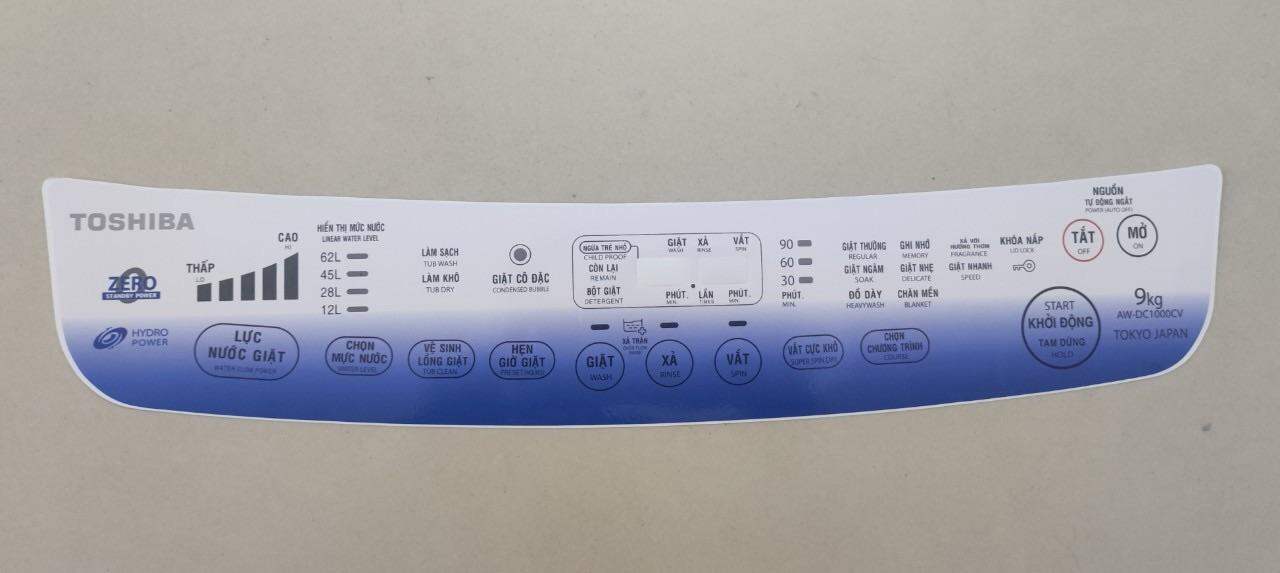 TOSHIBA
ZERO
STANDBY POWER
HYDRO
POWER
CAO
HI
THẤP
LO
LỰC
NƯỚC GIẶT
WATER FLOW POWER
HIỂN THỊ MỨC NƯỚC
LINEAR WATER LEVEL
62L
45L
28L
12L
CHỌN
MỰC NƯỚC
WATER LEVEL
LÀM SẠCH
TUB WASH
LÀM KHÔ
TUB DRY
VỆ SINH
LỒNG GIẶT
TUB CLEAN
GIẶT CÔ ĐẶC
CONDENSED BUBBLE
HẸN
GIỜ GIẶT
NGỪA TRẺ NHỎ
CHILD PROOF
CÒN LẠI
REMAIN
BỘT GIẶT
DETERGENT
GIẶT
WASH
XẢ
RINSE
VẮT
SPIN
PHÚT.
MIN.
LẦN
TIMES
PHÚT.
MIN.
XẢ TRÀN
GIẶT
WASH
XẢ
RINSE
VẮT
SPIN
90
60
30
PHÚT.
MIN.
VẮT CỰC KHÔ
SUPER SPIN DRY
GIẶT THƯỜNG
REGULAR
GIẶT NGÂM
SOAK
ĐỒ DÀY
HEAVYWASH
GHI NHỚ
MEMORY
GIẶT NHẸ
DELICATE
CHĂN MỀN
BLANKET
XẢ VỚI
HƯƠNG THƠM
FRAGRANCE
GIẶT NHANH
SPEED
CHỌN
CHƯƠNG TRÌNH
COURSE
KHÓA NẮP
LID LOCK
NGUỒN
TỰ ĐỘNG NGẮT
POWER (AUTO OFF)
TẮT
OFF
MỞ
ON
START
KHỞI ĐỘNG
TẠM DỪNG
HOLD
9kg
AW-DC1000CV
TOKYO JAPAN